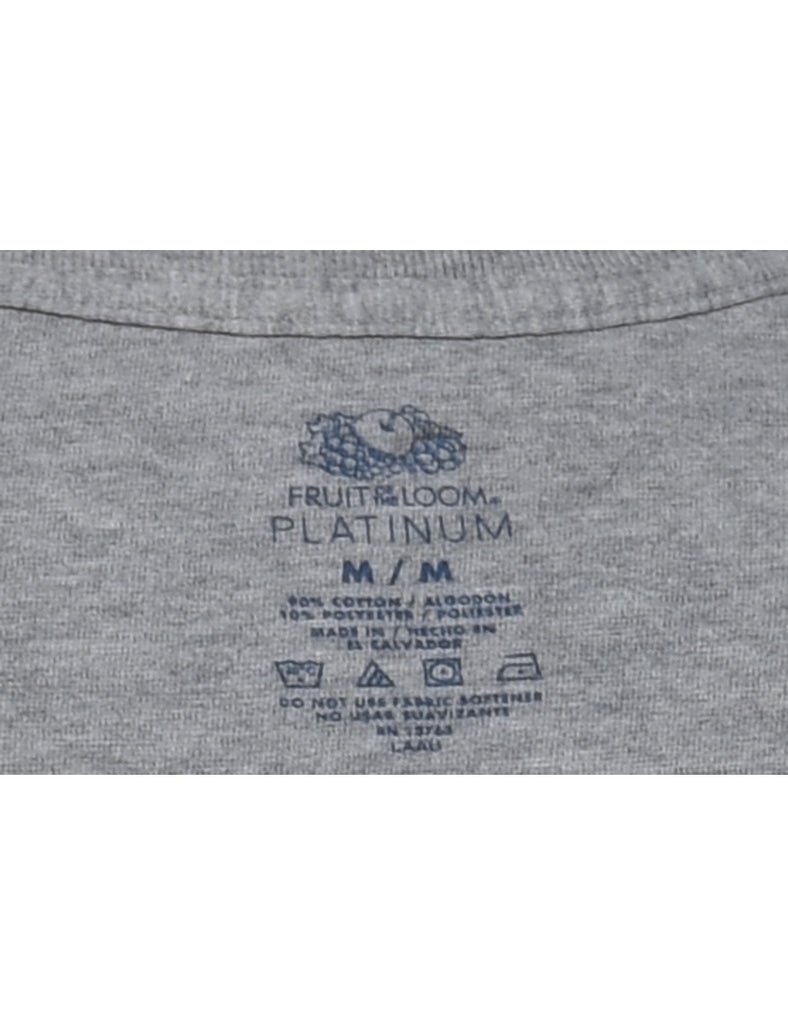 FRUIT OF THE LOOM®
PLATINUM
M / M
90% COTTON / ALGODON
10% POLYESTER / POLIESTER
MADE IN / HECHO EN
EL SALVADOR
DO NOT USE FABRIC SOFTENER
NO USAR SUAVIZANTE
RN 13765
LAAU